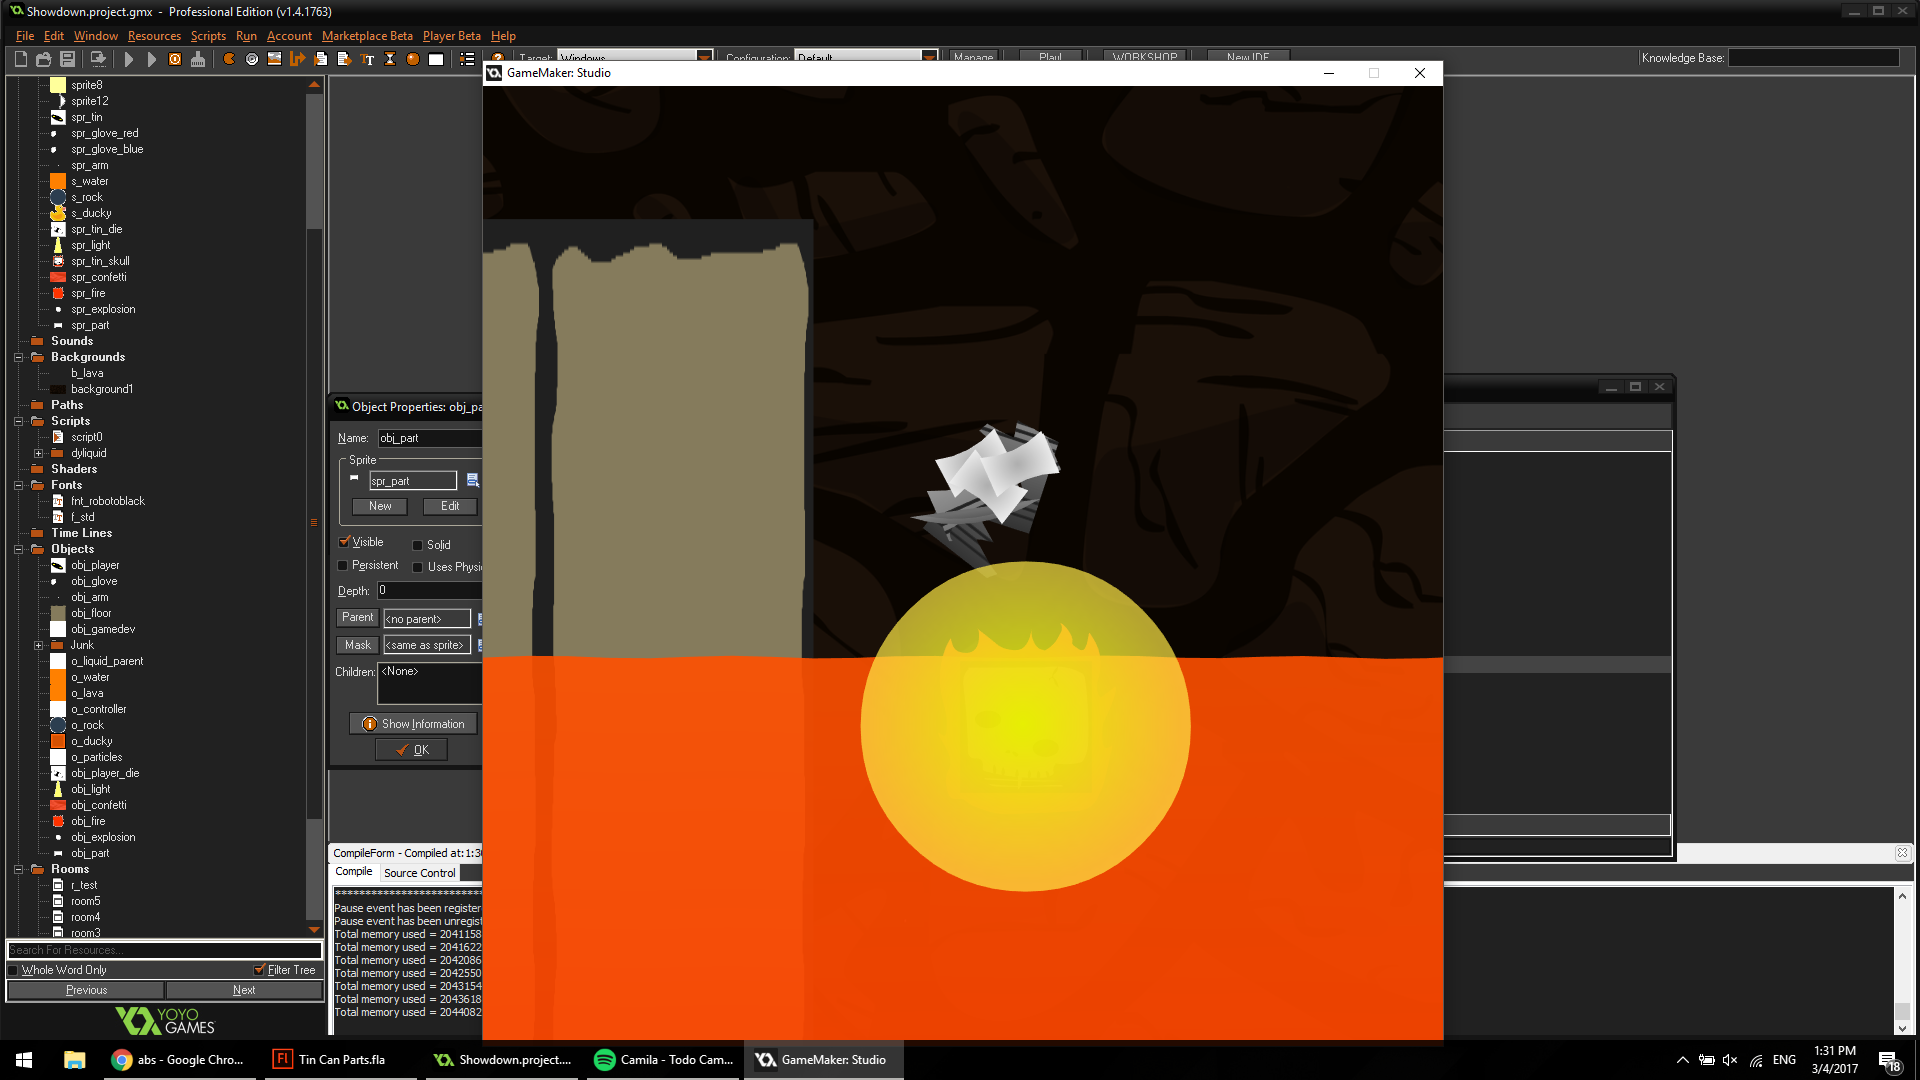 Showdown.project.gmx - Professional Edition (v1.4.1763)
File Edit Window Resources Scripts Run Account Marketplace Beta Player Beta Help
Target: Windows Configuration: Default Manage Play! WORKSHOP New IDE Knowledge Base:
GameMaker: Studio
sprite8
sprite12
spr_tin
spr_glove_red
spr_glove_blue
spr_arm
s_water
s_rock
s_ducky
spr_tin_die
spr_light
spr_tin_skull
spr_confetti
spr_fire
spr_explosion
spr_part
Sounds
Backgrounds
b_lava
background1
Paths
Scripts
script0
dyliquid
Shaders
Fonts
fnt_robotoblack
f_std
Time Lines
Objects
obj_player
obj_glove
obj_arm
obj_floor
obj_gamedev
Junk
o_liquid_parent
o_water
o_lava
o_controller
o_rock
o_ducky
o_particles
obj_player_die
obj_light
obj_confetti
obj_fire
obj_explosion
obj_part
Rooms
r_test
room5
room4
room3
Search For Resources...
Whole Word Only Filter Tree
Previous Next
YOYO
GAMES
Object Properties: obj_pa
Name: obj_part
Sprite
spr_part
New Edit
Visible Solid
Persistent Uses Physi
Depth: 0
Parent <no parent>
Mask <same as sprite>
Children: <None>
Show Information
OK
CompileForm - Compiled at: 1:3
Compile Source Control
Pause event has been register
Pause event has been unregist
Total memory used = 2041158
Total memory used = 2041622
Total memory used = 2042086
Total memory used = 2042550
Total memory used = 2043154
Total memory used = 2043618
Total memory used = 2044082
abs - Google Chro...
Fl Tin Can Parts.fla
Showdown.project....
Camila - Todo Cam...
GameMaker: Studio
ENG
1:31 PM
3/4/2017
18